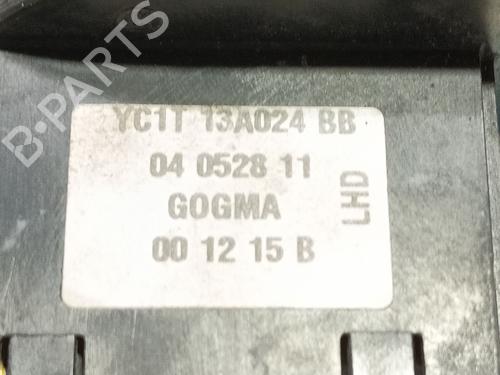 B-PARTS
YC1T 13A024 BB
04 0528 11
GOGMA
00 12 15 B
LHD